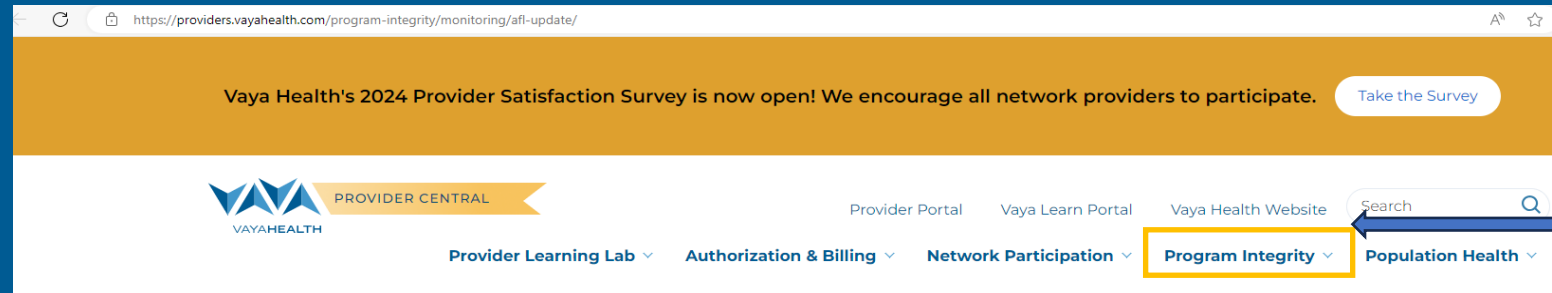 https://providers.vayahealth.com/program-integrity/monitoring/afl-update/
Vaya Health's 2024 Provider Satisfaction Survey is now open! We encourage all network providers to participate. Take the Survey
VAYA PROVIDER CENTRAL
VAYAHEALTH
Provider Portal Vaya Learn Portal Vaya Health Website Search
Provider Learning Lab Authorization & Billing Network Participation Program Integrity Population Health